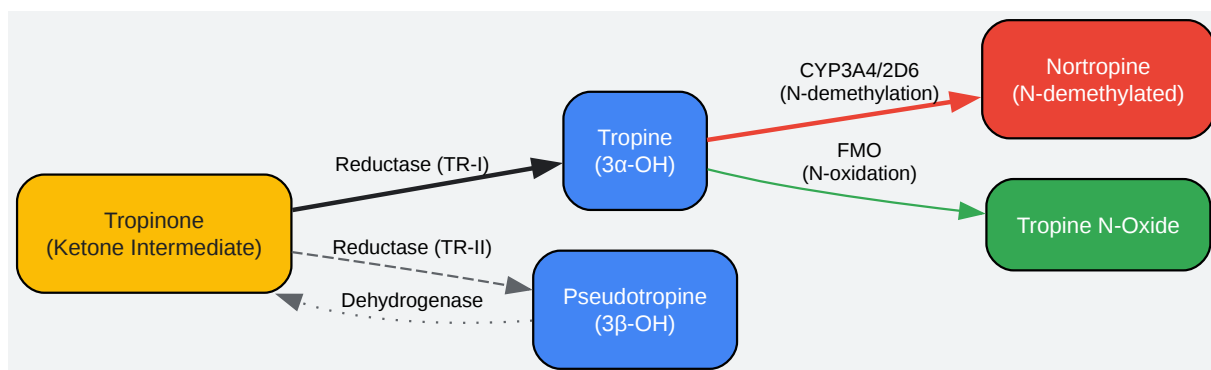 Tropinone
(Ketone Intermediate)
Reductase (TR-I)
Reductase (TR-II)
Dehydrogenase
Tropine
(3α-OH)
Pseudotropine
(3β-OH)
CYP3A4/2D6
(N-demethylation)
FMO
(N-oxidation)
Nortropine
(N-demethylated)
Tropine N-Oxide